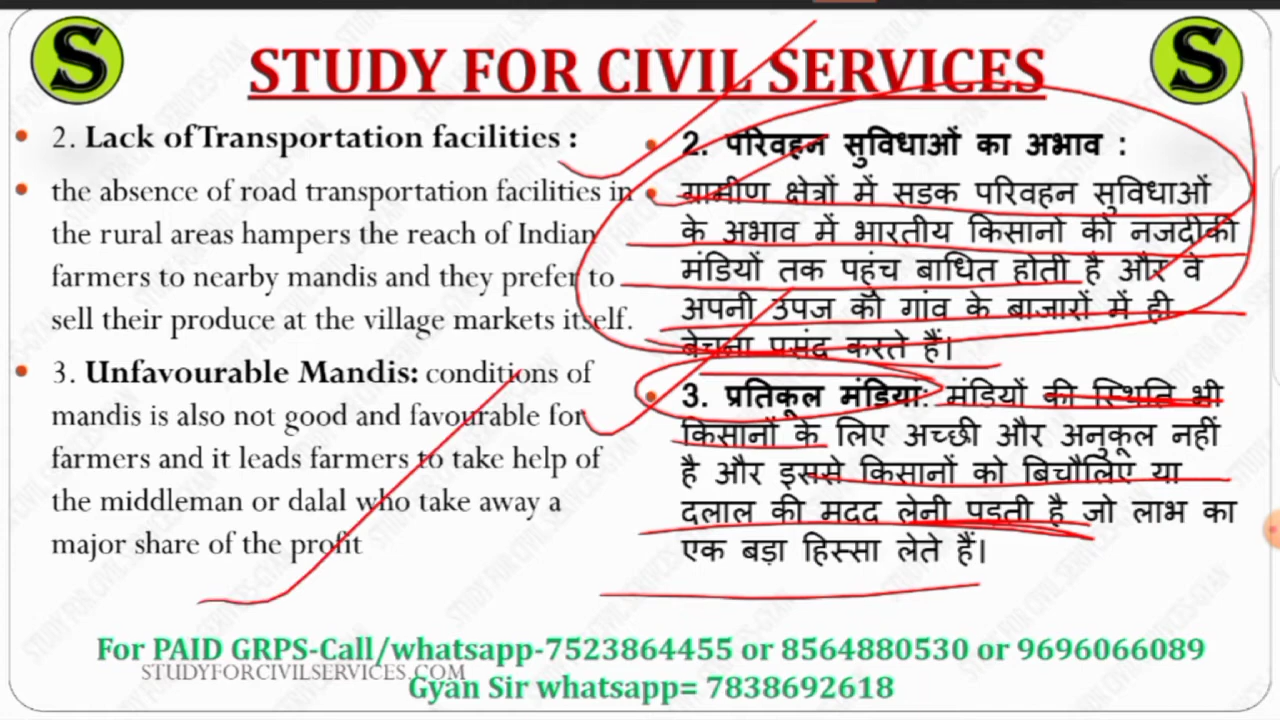 S
STUDY FOR CIVIL SERVICES
S
2. Lack of Transportation facilities :
the absence of road transportation facilities in
the rural areas hampers the reach of Indian
farmers to nearby mandis and they prefer to
sell their produce at the village markets itself.
3. Unfavourable Mandis: conditions of
mandis is also not good and favourable for
farmers and it leads farmers to take help of
the middleman or dalal who take away a
major share of the profit
2. परिवहन सुविधाओं का अभाव :
ग्रामीण क्षेत्रों में सडक परिवहन सुविधाओं
के अभाव में भारतीय किसानों की नजदीकी
मंडियों तक पहुंच बाधित होती है और वे
अपनी उपज को गांव के बाजारों में ही
बेचना पसंद करते हैं।
3. प्रतिकूल मंडियां: मंडियों की स्थिति भी
किसानों के लिए अच्छी और अनुकूल नहीं
है और इससे किसानों को बिचौलिए या
दलाल की मदद लेनी पडती है जो लाभ का
एक बड़ा हिस्सा लेते हैं।
For PAID GRPS-Call/whatsapp-7523864455 or 8564880530 or 9696066089
STUDYFORCIVILSERVICES.COM
Gyan Sir whatsapp= 7838692618